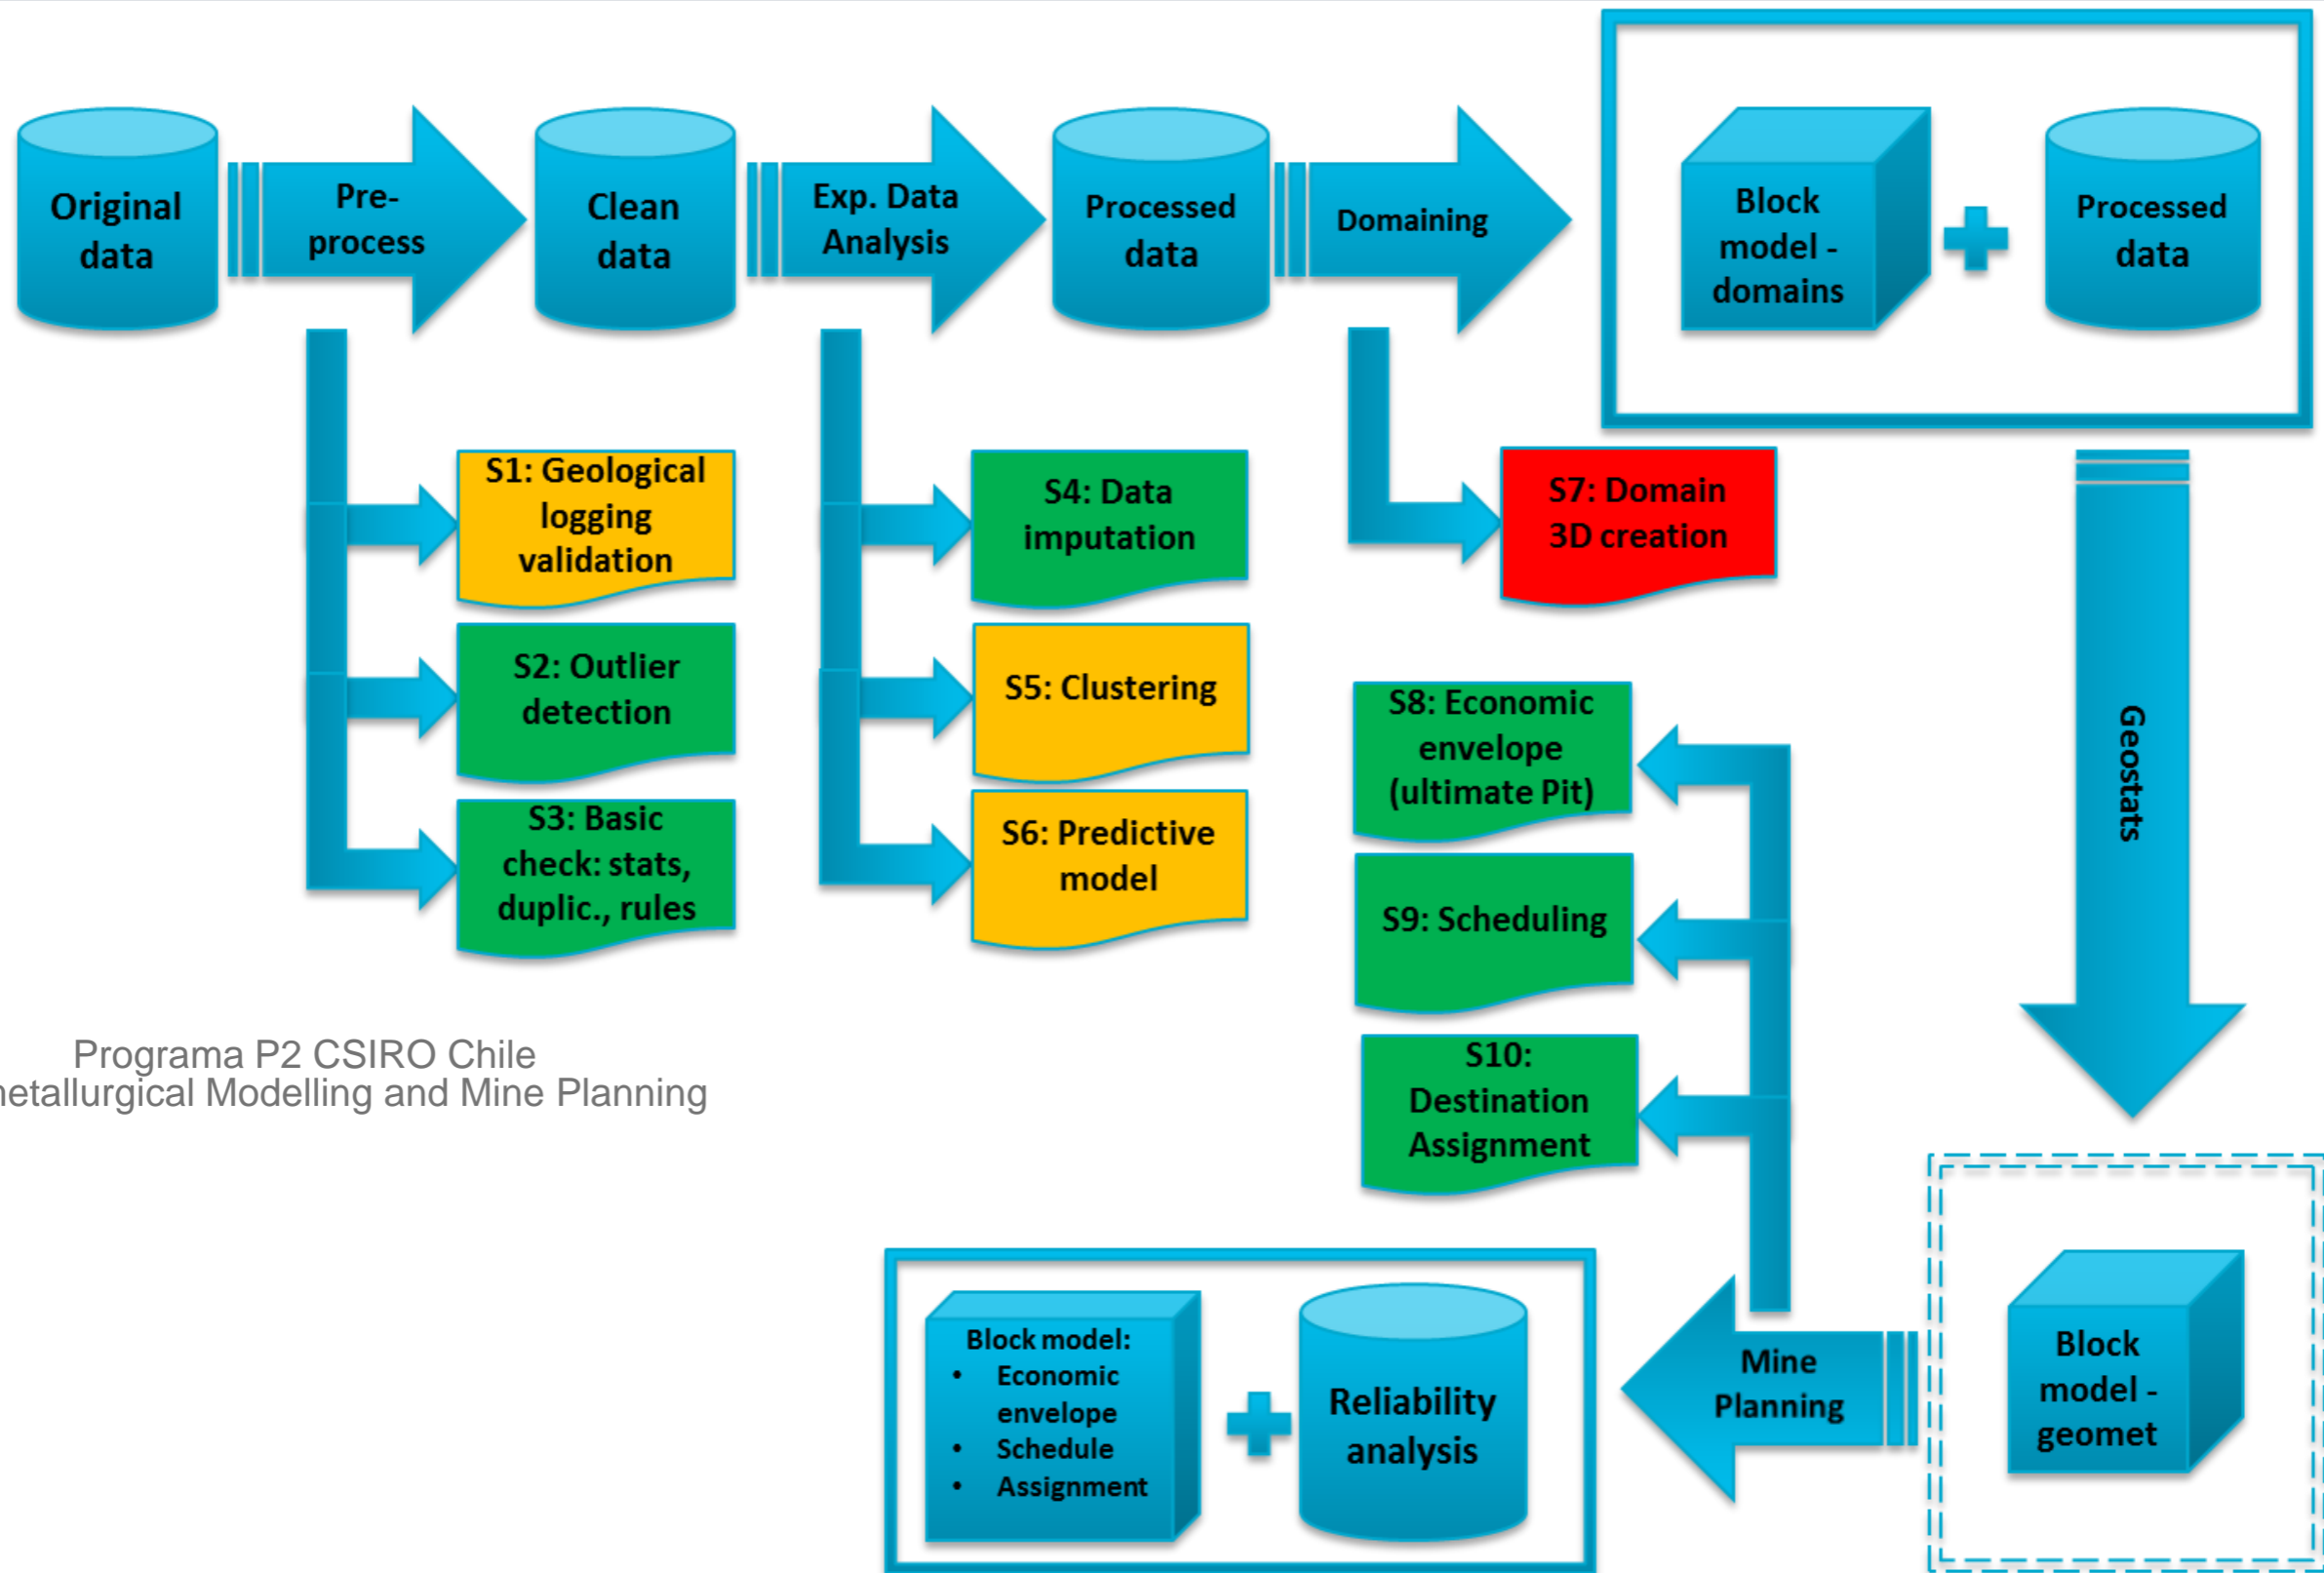 Original
data
Pre-
process
Clean
data
Exp. Data
Analysis
Processed
data
Domaining
Block
model -
domains
Processed
data
S1: Geological
logging
validation
S2: Outlier
detection
S3: Basic
check: stats,
duplic., rules
S4: Data
imputation
S5: Clustering
S6: Predictive
model
S7: Domain
3D creation
S8: Economic
envelope
(ultimate Pit)
S9: Scheduling
S10:
Destination
Assignment
Geostats
Programa P2 CSIRO Chile
etallurgical Modelling and Mine Planning
Block model:
• Economic
envelope
• Schedule
• Assignment
Reliability
analysis
Mine
Planning
Block
model -
geomet